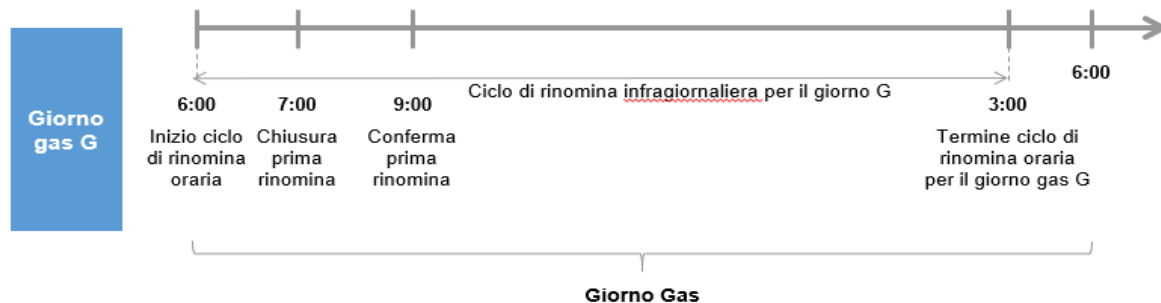 Giorno
gas G
6:00
Ciclo di rinomina infragiornaliera per il giorno G
6:00
7:00
9:00
3:00
Inizio ciclo
di rinomina
oraria
Chiusura
prima
rinomina
Conferma
prima
rinomina
Termine ciclo di
rinomina oraria
per il giorno gas G
Giorno Gas